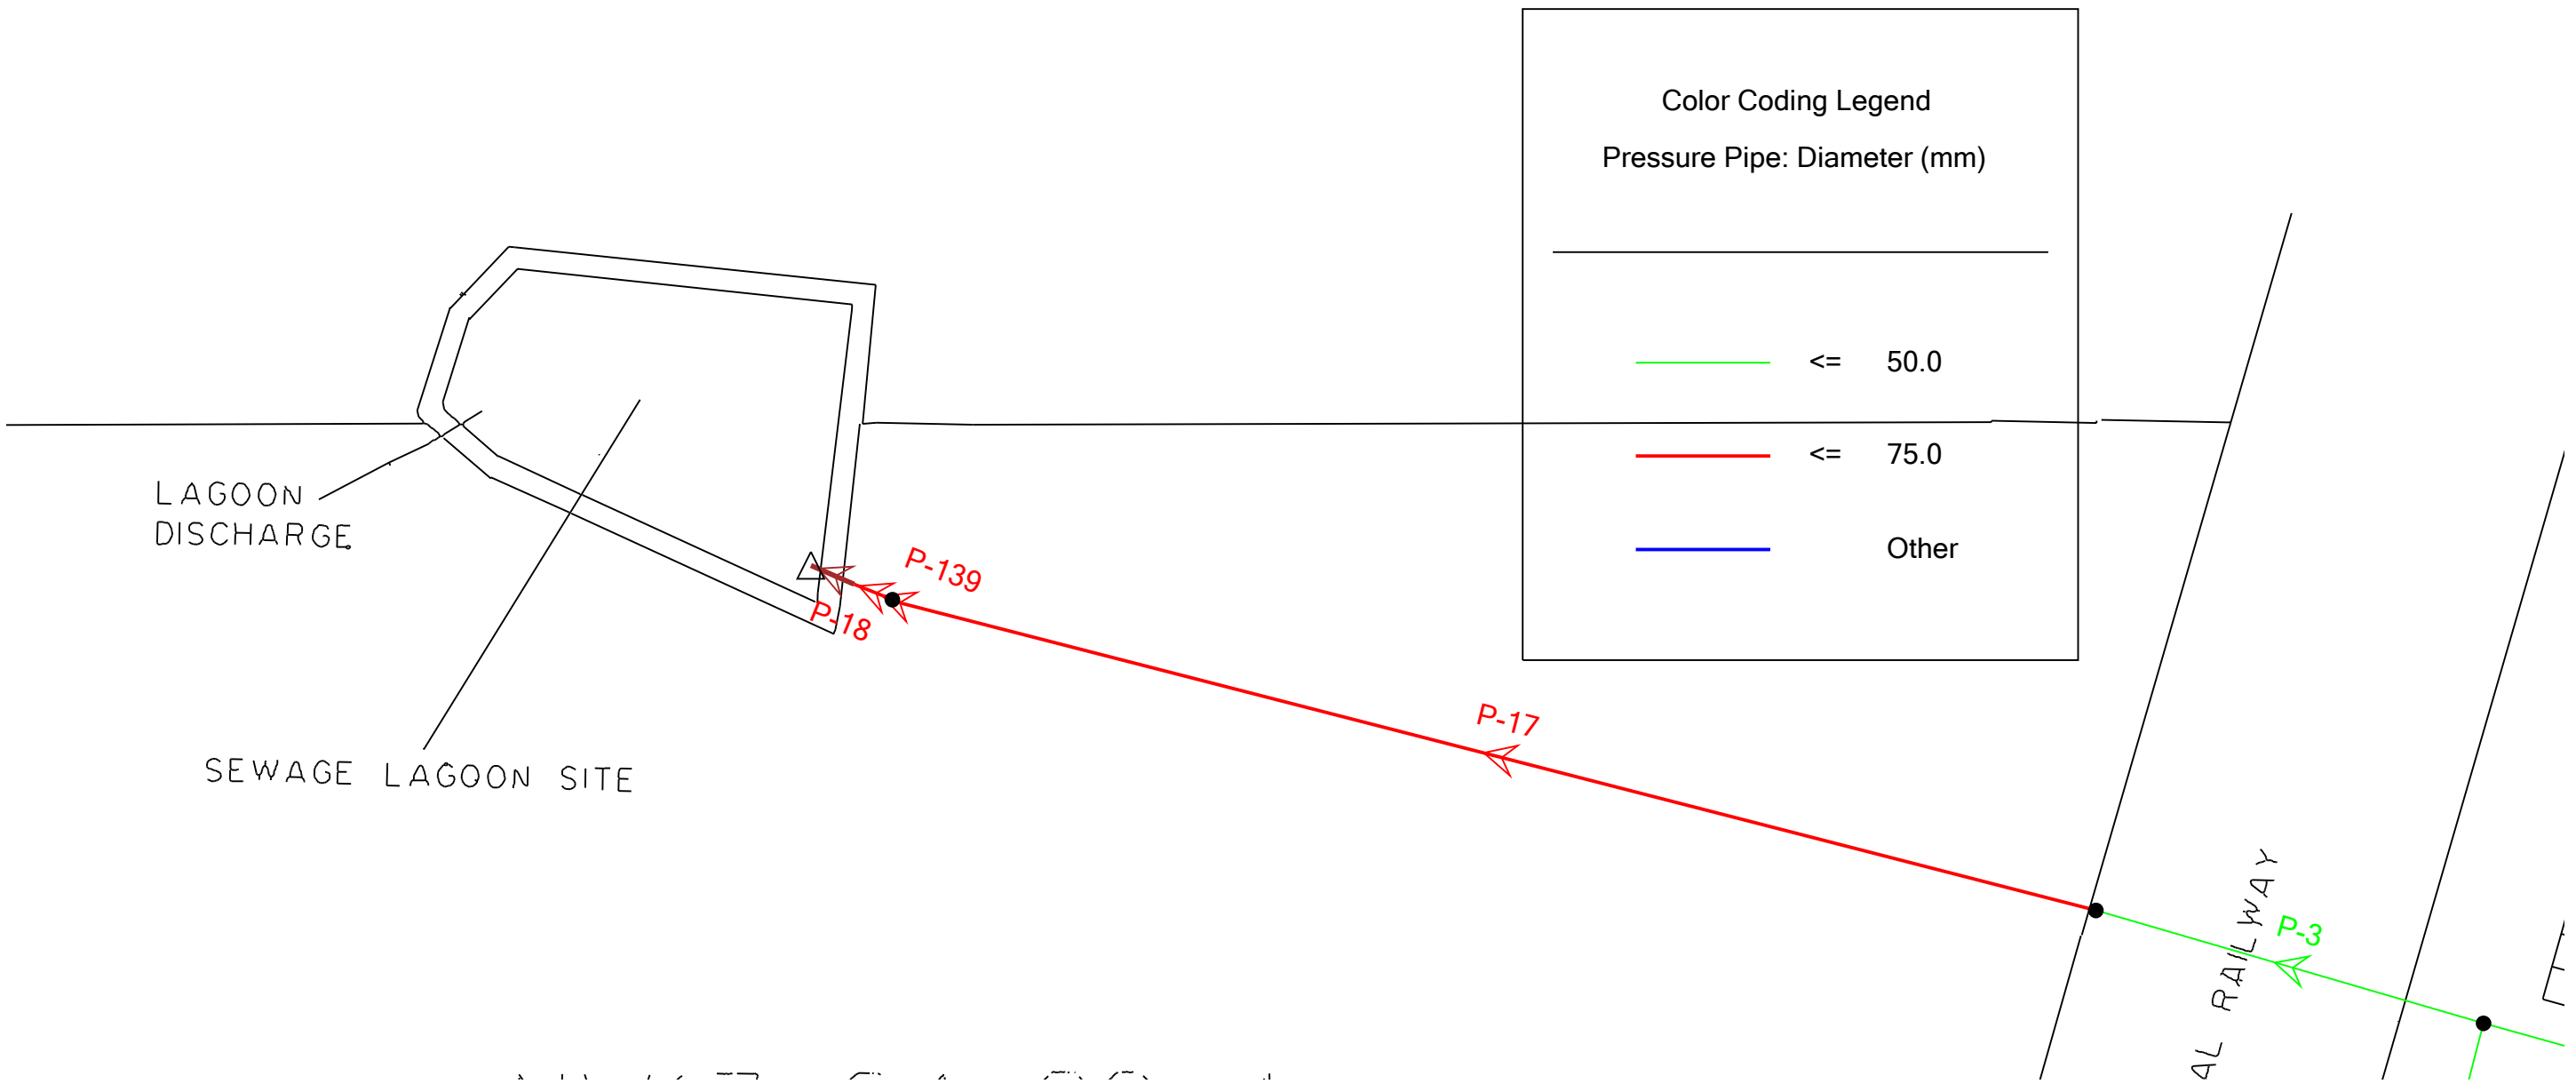 Color Coding Legend
Pressure Pipe: Diameter (mm)
<= 50.0
<= 75.0
Other
LAGOON
DISCHARGE
P-139
P-18
P-17
SEWAGE LAGOON SITE
P-3
AL RAILWAY